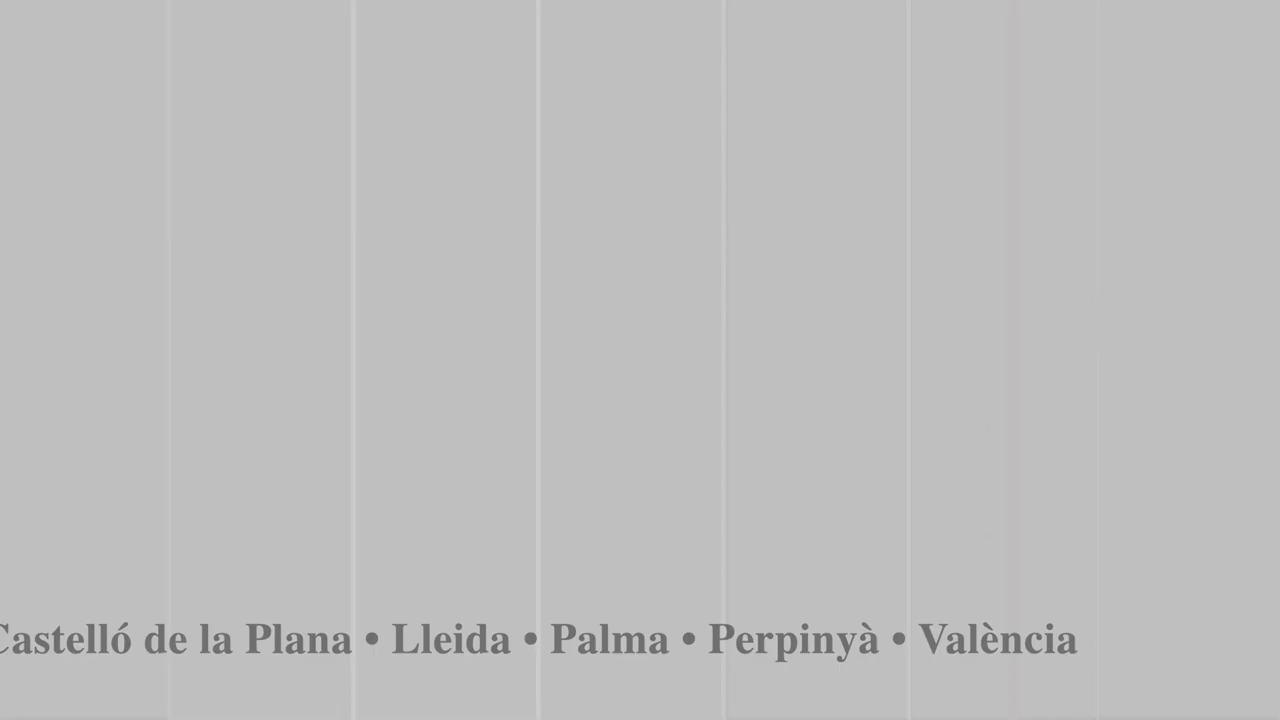 Castelló de la Plana • Lleida • Palma • Perpinyà • València